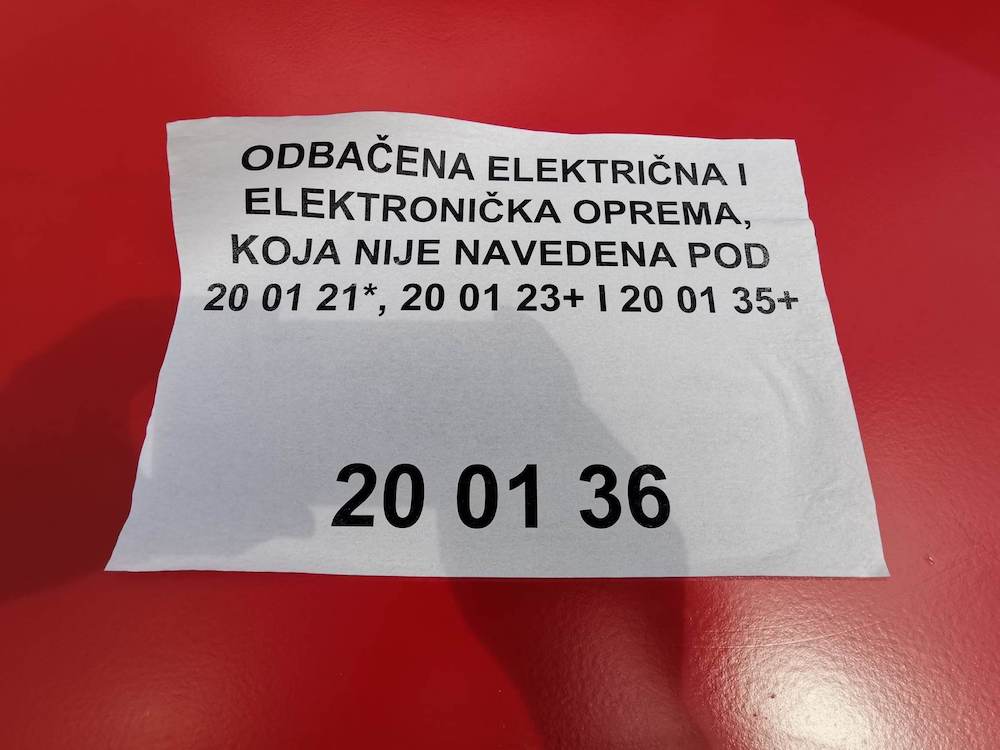 ODBAČENA ELEKTRIČNA I
ELEKTRONIČKA OPREMA,
KOJA NIJE NAVEDENA POD
20 01 21*, 20 01 23+ I 20 01 35+
20 01 36